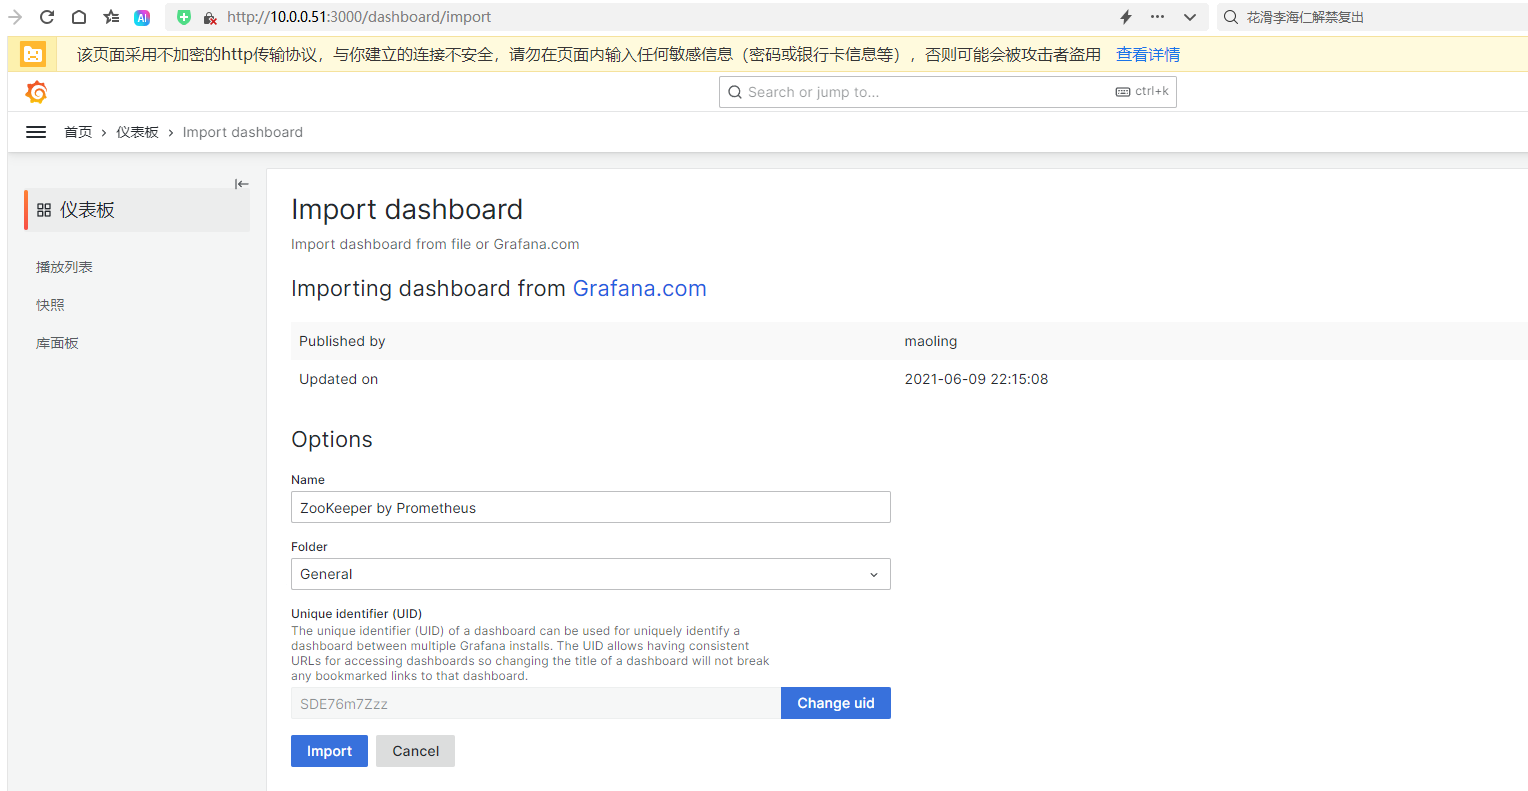 http://10.0.0.51:3000/dashboard/import
花滑李海仁解禁复出
该页面采用不加密的http传输协议，与你建立的连接不安全，请勿在页面内输入任何敏感信息（密码或银行卡信息等），否则可能会被攻击者盗用 查看详情
Search or jump to... ctrl+k
首页 › 仪表板 › Import dashboard
仪表板
播放列表
快照
库面板
Import dashboard
Import dashboard from file or Grafana.com
Importing dashboard from Grafana.com
Published by maoling
Updated on 2021-06-09 22:15:08
Options
Name
ZooKeeper by Prometheus
Folder
General
Unique identifier (UID)
The unique identifier (UID) of a dashboard can be used for uniquely identify a
dashboard between multiple Grafana installs. The UID allows having consistent
URLs for accessing dashboards so changing the title of a dashboard will not break
any bookmarked links to that dashboard.
SDE76m7Zzz Change uid
Import Cancel